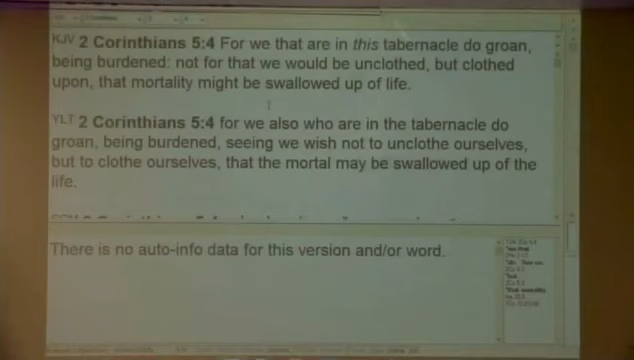 KJV 2 Corinthians 5:4 For we that are in this tabernacle do groan,
being burdened: not for that we would be unclothed, but clothed
upon, that mortality might be swallowed up of life.
YLT 2 Corinthians 5:4 for we also who are in the tabernacle do
groan, being burdened, seeing we wish not to unclothe ourselves,
but to clothe ourselves, that the mortal may be swallowed up of the
life.
There is no auto-info data for this version and/or word.